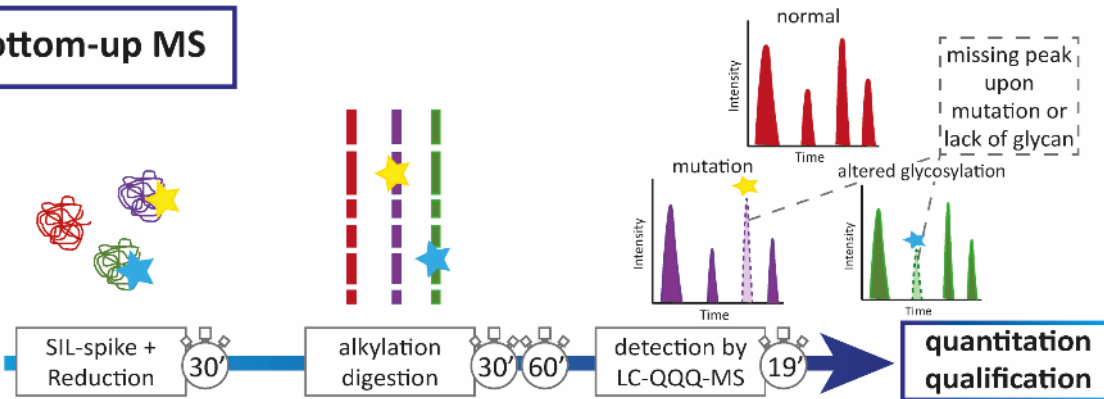 ottom-up MS
normal
Intensity
Time
missing peak
upon
mutation or
lack of glycan
mutation
Intensity
Time
altered glycosylation
Intensity
Time
SIL-spike +
Reduction
30’
alkylation
digestion
30’
60’
detection by
LC-QQQ-MS
19’
quantitation
qualification